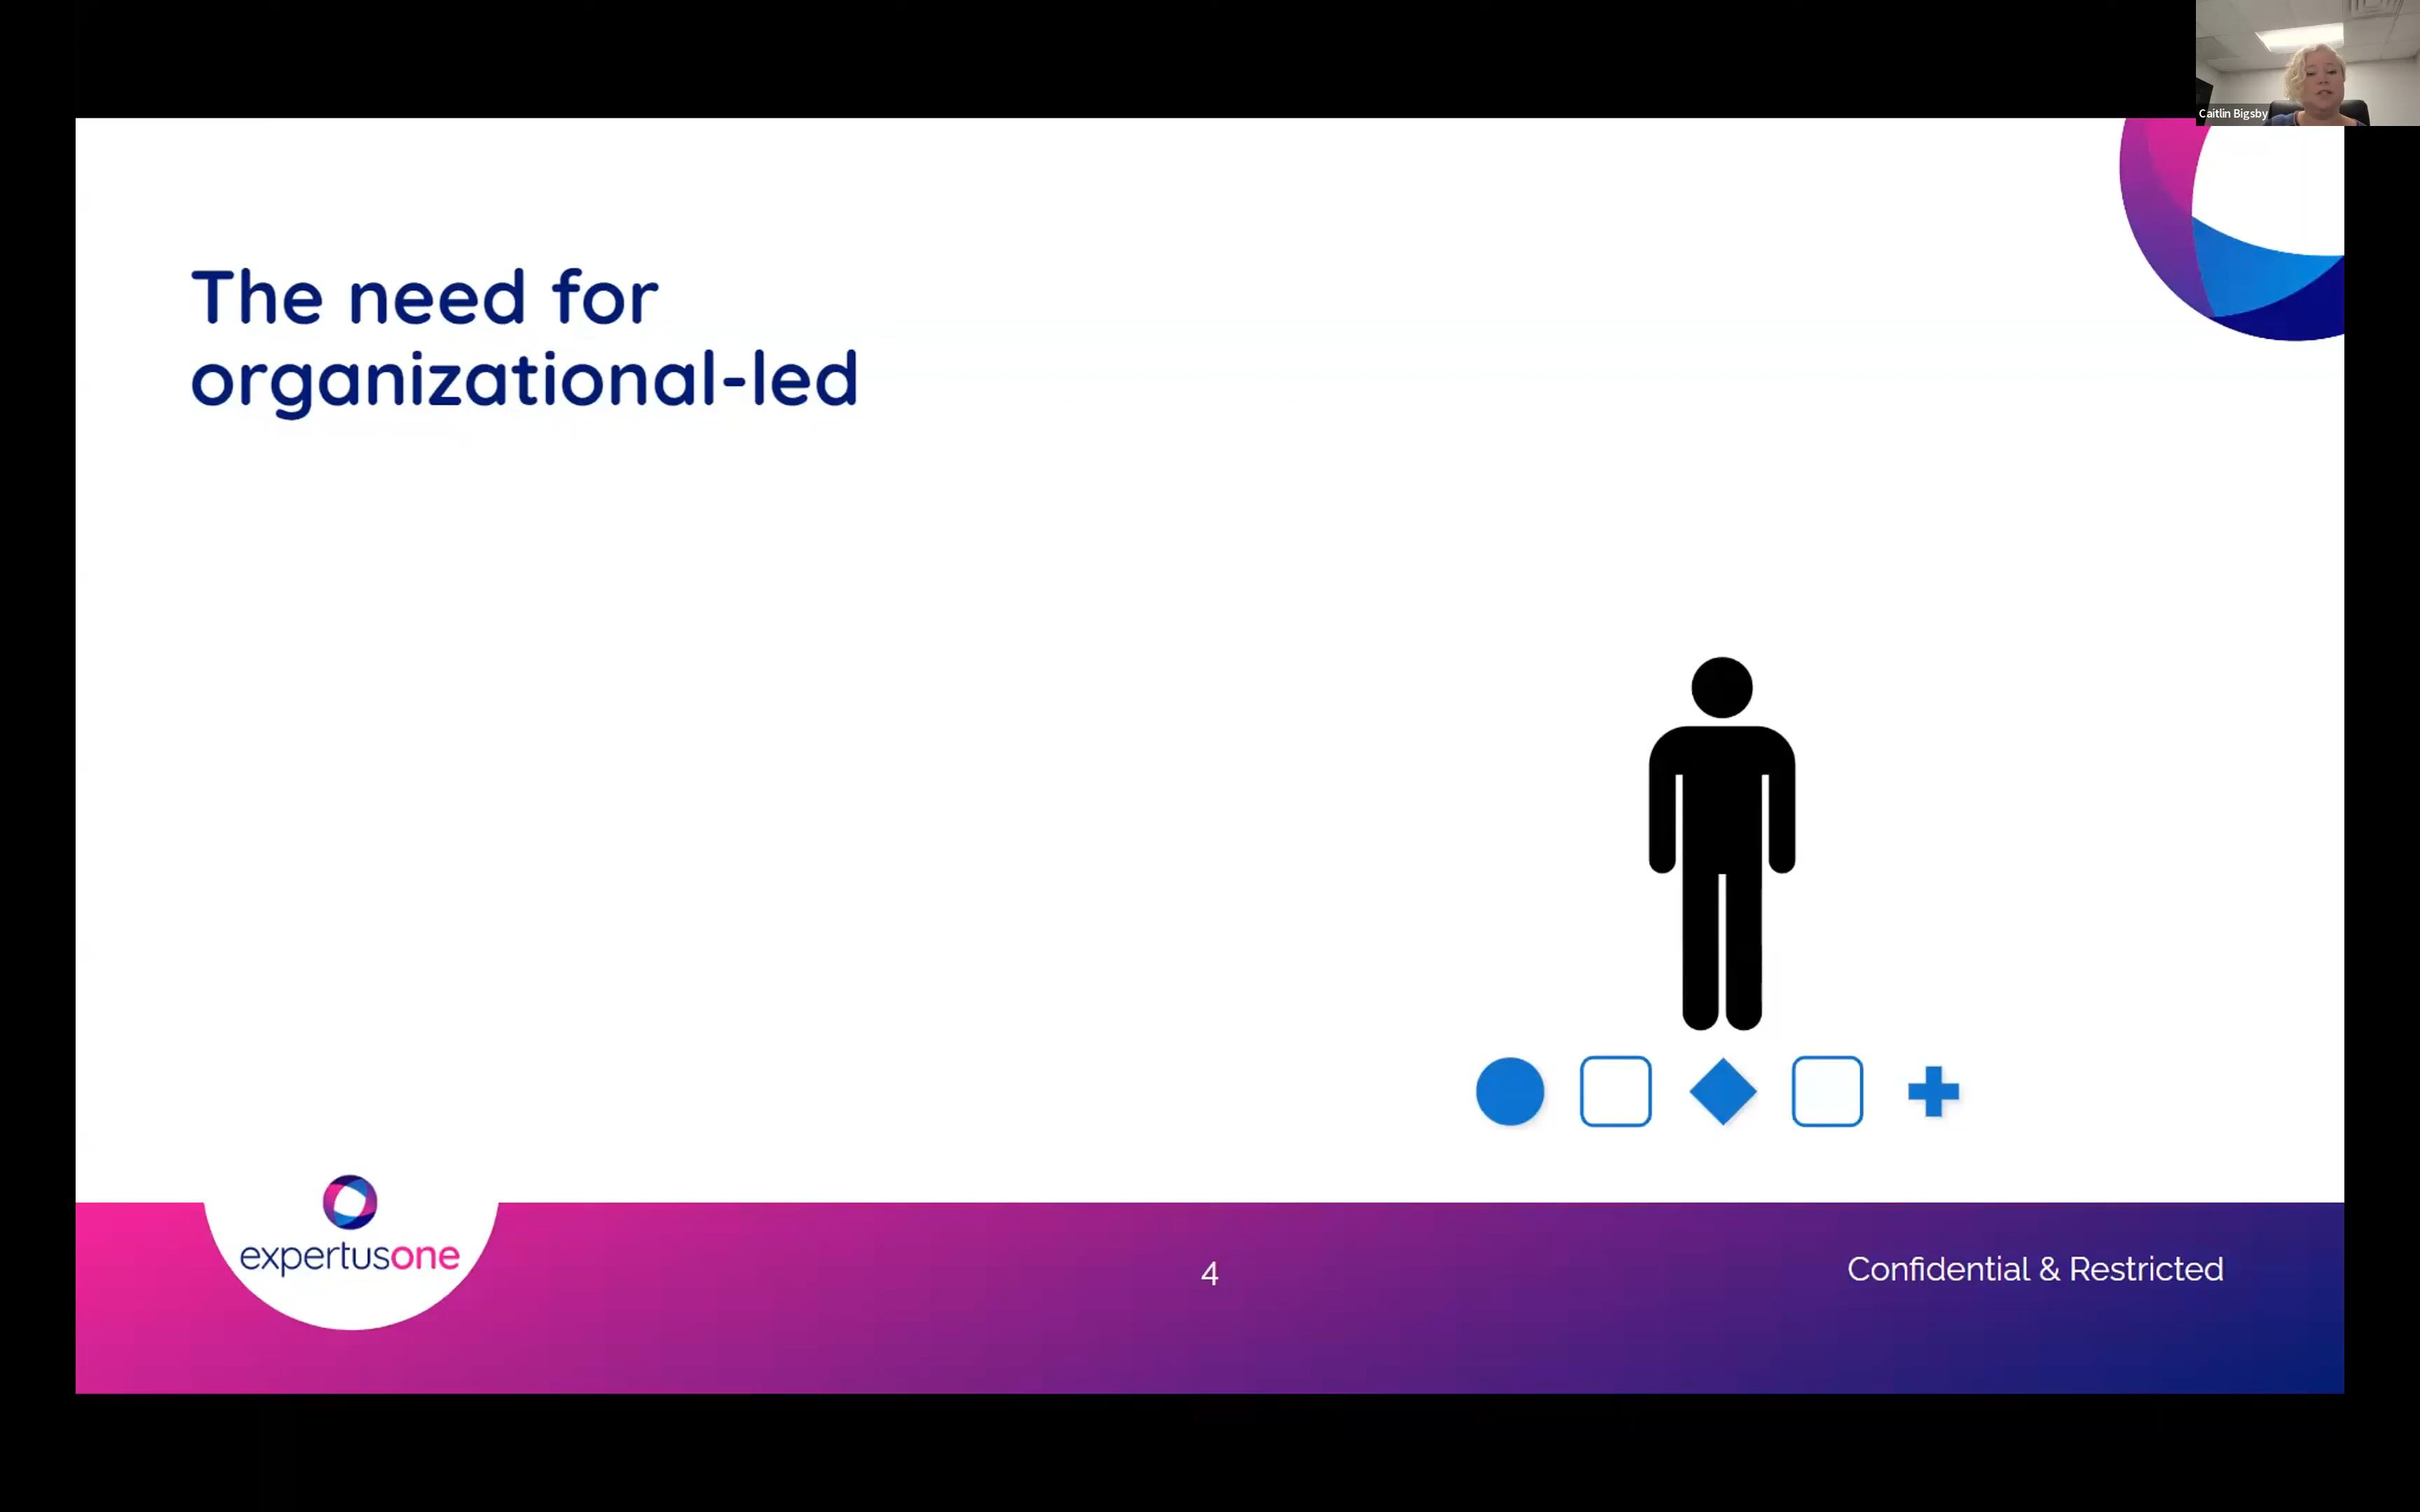 Caitlin Bigsby
The need for
organizational-led
expertusone
4
Confidential & Restricted